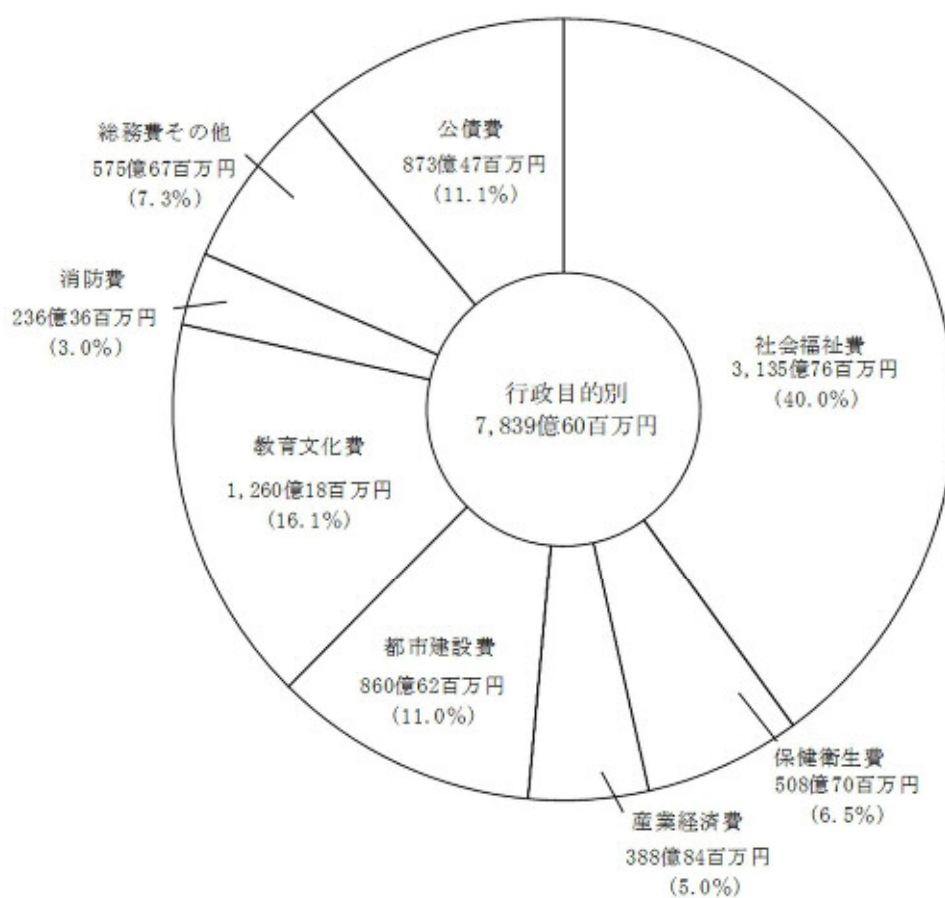 行政目的別
7,839億60百万円
社会福祉費
3,135億76百万円
(40.0%)
保健衛生費
508億70百万円
(6.5%)
産業経済費
388億84百万円
(5.0%)
都市建設費
860億62百万円
(11.0%)
教育文化費
1,260億18百万円
(16.1%)
消防費
236億36百万円
(3.0%)
総務費その他
575億67百万円
(7.3%)
公債費
873億47百万円
(11.1%)